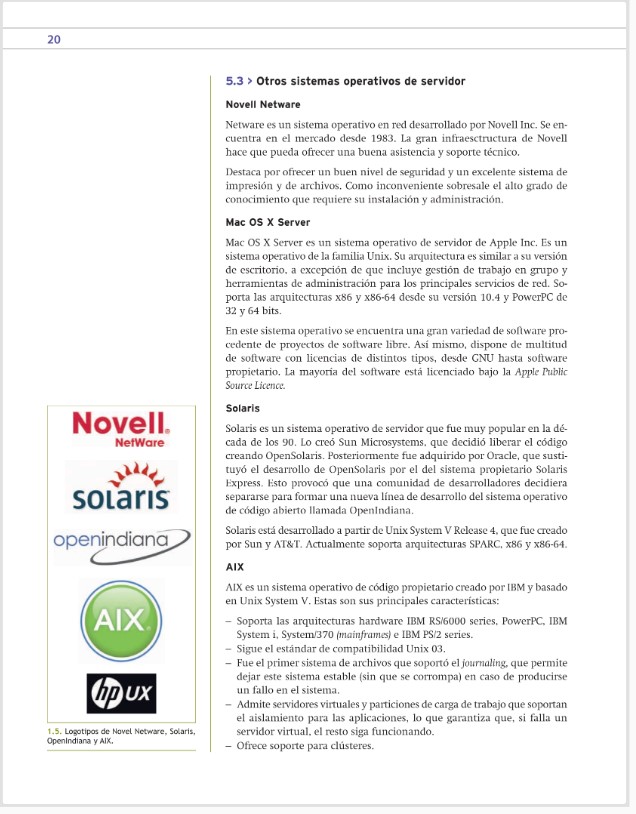 20
5.3 > Otros sistemas operativos de servidor
Novell Netware
Netware es un sistema operativo en red desarrollado por Novell Inc. Se en-
cuentra en el mercado desde 1983. La gran infraesctructura de Novell
hace que pueda ofrecer una buena asistencia y soporte técnico.
Destaca por ofrecer un buen nivel de seguridad y un excelente sistema de
impresión y de archivos. Como inconveniente sobresale el alto grado de
conocimiento que requiere su instalación y administración.
Mac OS X Server
Mac OS X Server es un sistema operativo de servidor de Apple Inc. Es un
sistema operativo de la familia Unix. Su arquitectura es similar a su versión
de escritorio, a excepción de que incluye gestión de trabajo en grupo y
herramientas de administración para los principales servicios de red. So-
porta las arquitecturas x86 y x86-64 desde su versión 10.4 y PowerPC de
32 y 64 bits.
En este sistema operativo se encuentra una gran variedad de software pro-
cedente de proyectos de software libre. Así mismo, dispone de multitud
de software con licencias de distintos tipos, desde GNU hasta software
propietario. La mayoría del software está licenciado bajo la Apple Public
Source Licence.
Solaris
Solaris es un sistema operativo de servidor que fue muy popular en la dé-
cada de los 90. Lo creó Sun Microsystems, que decidió liberar el código
creando OpenSolaris. Posteriormente fue adquirido por Oracle, que susti-
tuyó el desarrollo de OpenSolaris por el del sistema propietario Solaris
Express. Esto provocó que una comunidad de desarrolladores decidiera
separarse para formar una nueva línea de desarrollo del sistema operativo
de código abierto llamada OpenIndiana.
Solaris está desarrollado a partir de Unix System V Release 4, que fue creado
por Sun y AT&T. Actualmente soporta arquitecturas SPARC, x86 y x86-64.
AIX
AIX es un sistema operativo de código propietario creado por IBM y basado
en Unix System V. Estas son sus principales características:
– Soporta las arquitecturas hardware IBM RS/6000 series, PowerPC, IBM
System i, System/370 (mainframes) e IBM PS/2 series.
– Sigue el estándar de compatibilidad Unix 03.
– Fue el primer sistema de archivos que soportó el journaling, que permite
dejar este sistema estable (sin que se corrompa) en caso de producirse
un fallo en el sistema.
– Admite servidores virtuales y particiones de carga de trabajo que soportan
el aislamiento para las aplicaciones, lo que garantiza que, si falla un
servidor virtual, el resto siga funcionando.
– Ofrece soporte para clústeres.
Novell.
NetWare
solaris
openindiana
AIX
hp UX
1.5. Logotipos de Novel Netware, Solaris,
OpenIndiana y AIX.